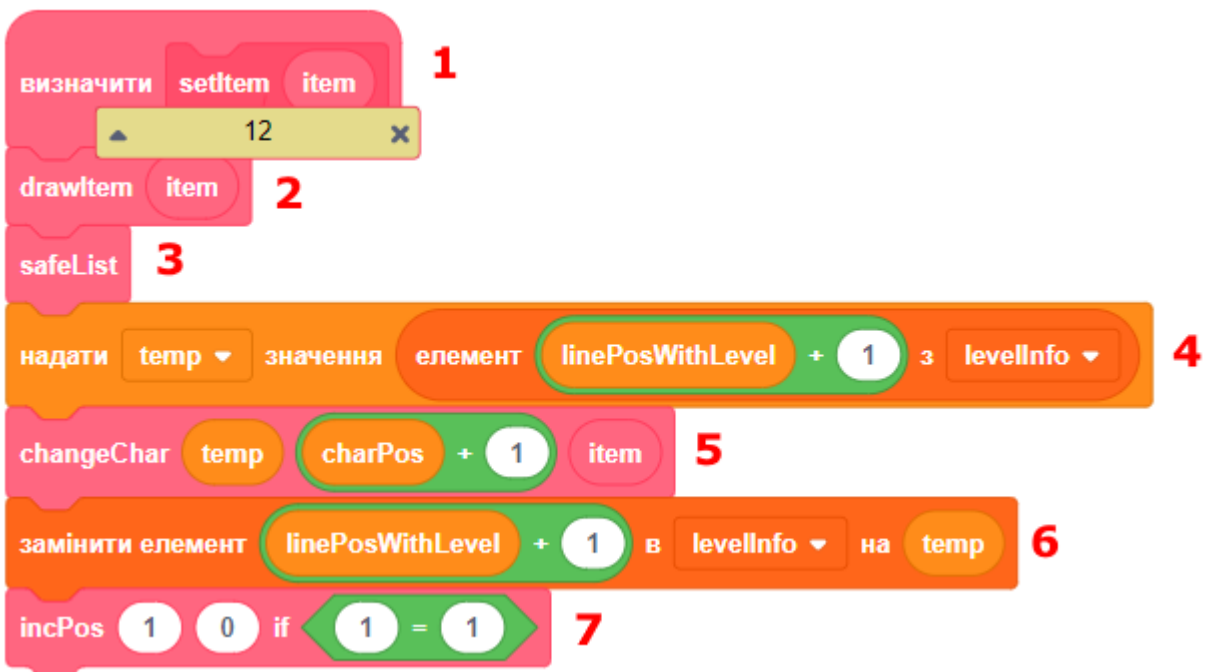 визначити setItem item 1
12
drawItem item 2
safeList 3
надати temp значення елемент linePosWithLevel + 1 з levelInfo 4
changeChar temp charPos + 1 item 5
замінити елемент linePosWithLevel + 1 в levelInfo на temp 6
incPos 1 0 if 1 = 1 7